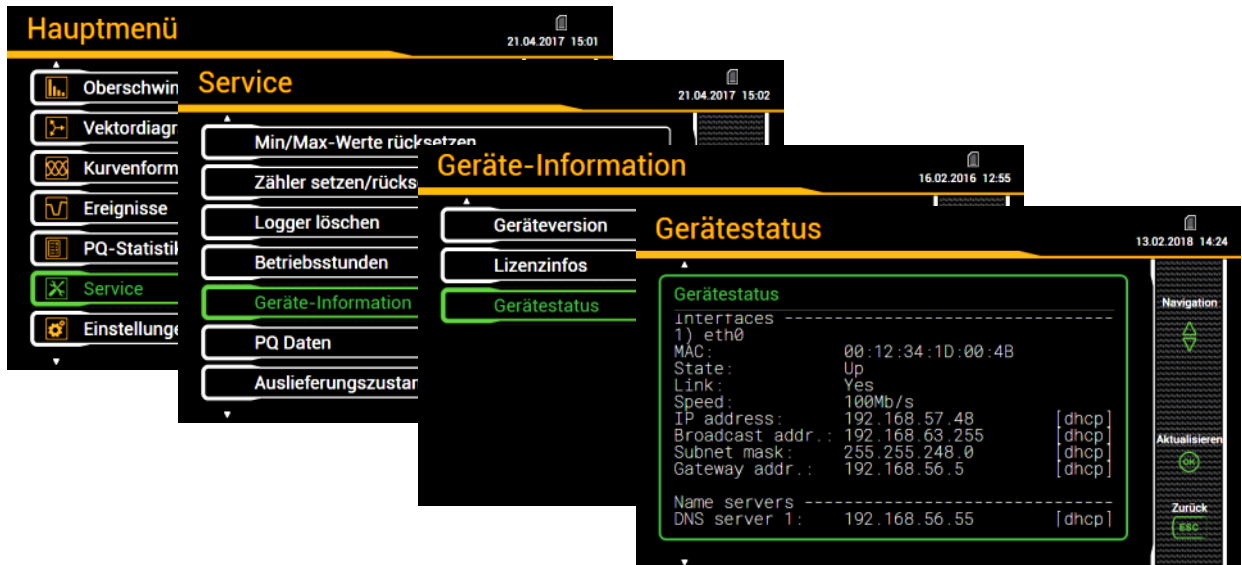 Hauptmenü
21.04.2017 15:01
Oberschwin
Vektordiagr
Kurvenform
Ereignisse
PQ-Statistik
Service
Einstellunge
Service
21.04.2017 15:02
Min/Max-Werte rücksetzen
Zähler setzen/rücks
Logger löschen
Betriebsstunden
Geräte-Information
PQ Daten
Auslieferungszustan
Geräte-Information
16.02.2016 12:55
Geräteversion
Lizenzinfos
Gerätestatus
Gerätestatus
13.02.2018 14:24
Gerätestatus
Interfaces ---------------------------------
1) eth0
MAC: 00:12:34:1D:00:4B
State: Up
Link: Yes
Speed: 100Mb/s
IP address: 192.168.57.48 [dhcp]
Broadcast addr.: 192.168.63.255 [dhcp]
Subnet mask: 255.255.248.0 [dhcp]
Gateway addr.: 192.168.56.5 [dhcp]
Name servers -------------------------------
DNS server 1: 192.168.56.55 [dhcp]
Navigation
Aktualisieren
OK
Zurück
ESC